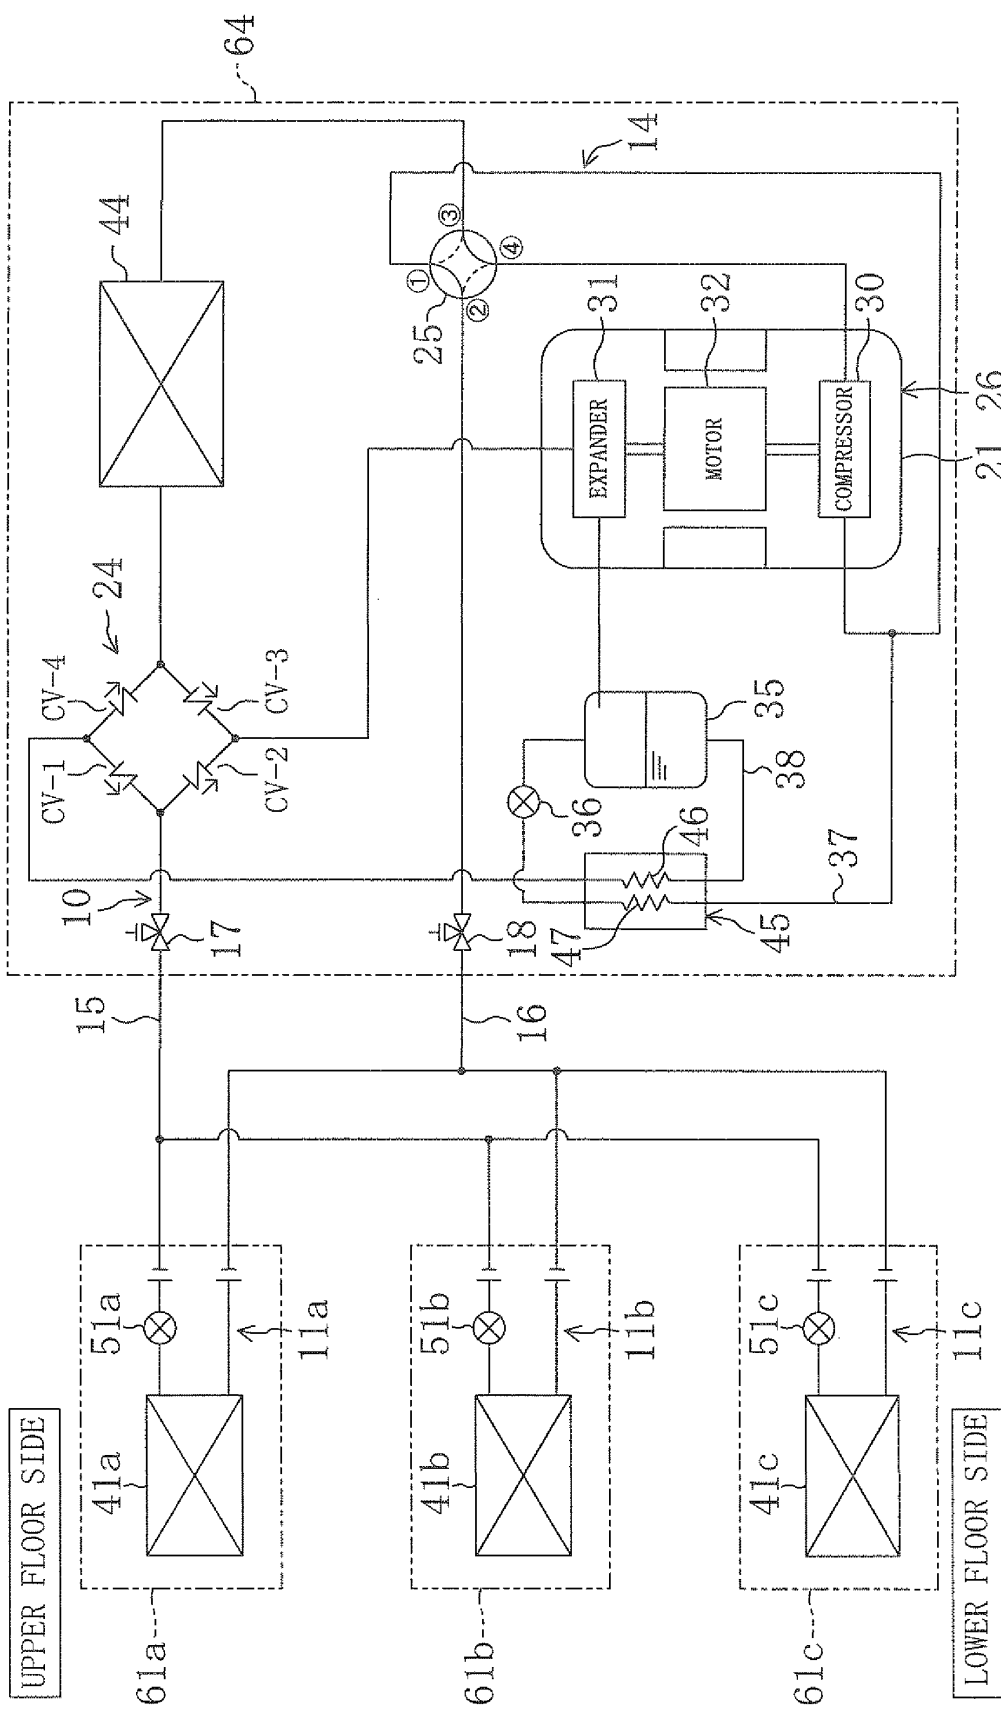 UPPER FLOOR SIDE
61a
41a
51a
11a
61b
41b
51b
11b
61c
41c
51c
11c
LOWER FLOOR SIDE
15
16
10
17
18
CV-1
CV-4
CV-2
CV-3
24
44
64
14
①
②
③
④
25
EXPANDER
31
MOTOR
32
COMPRESSOR
30
26
21
35
36
38
46
47
45
37